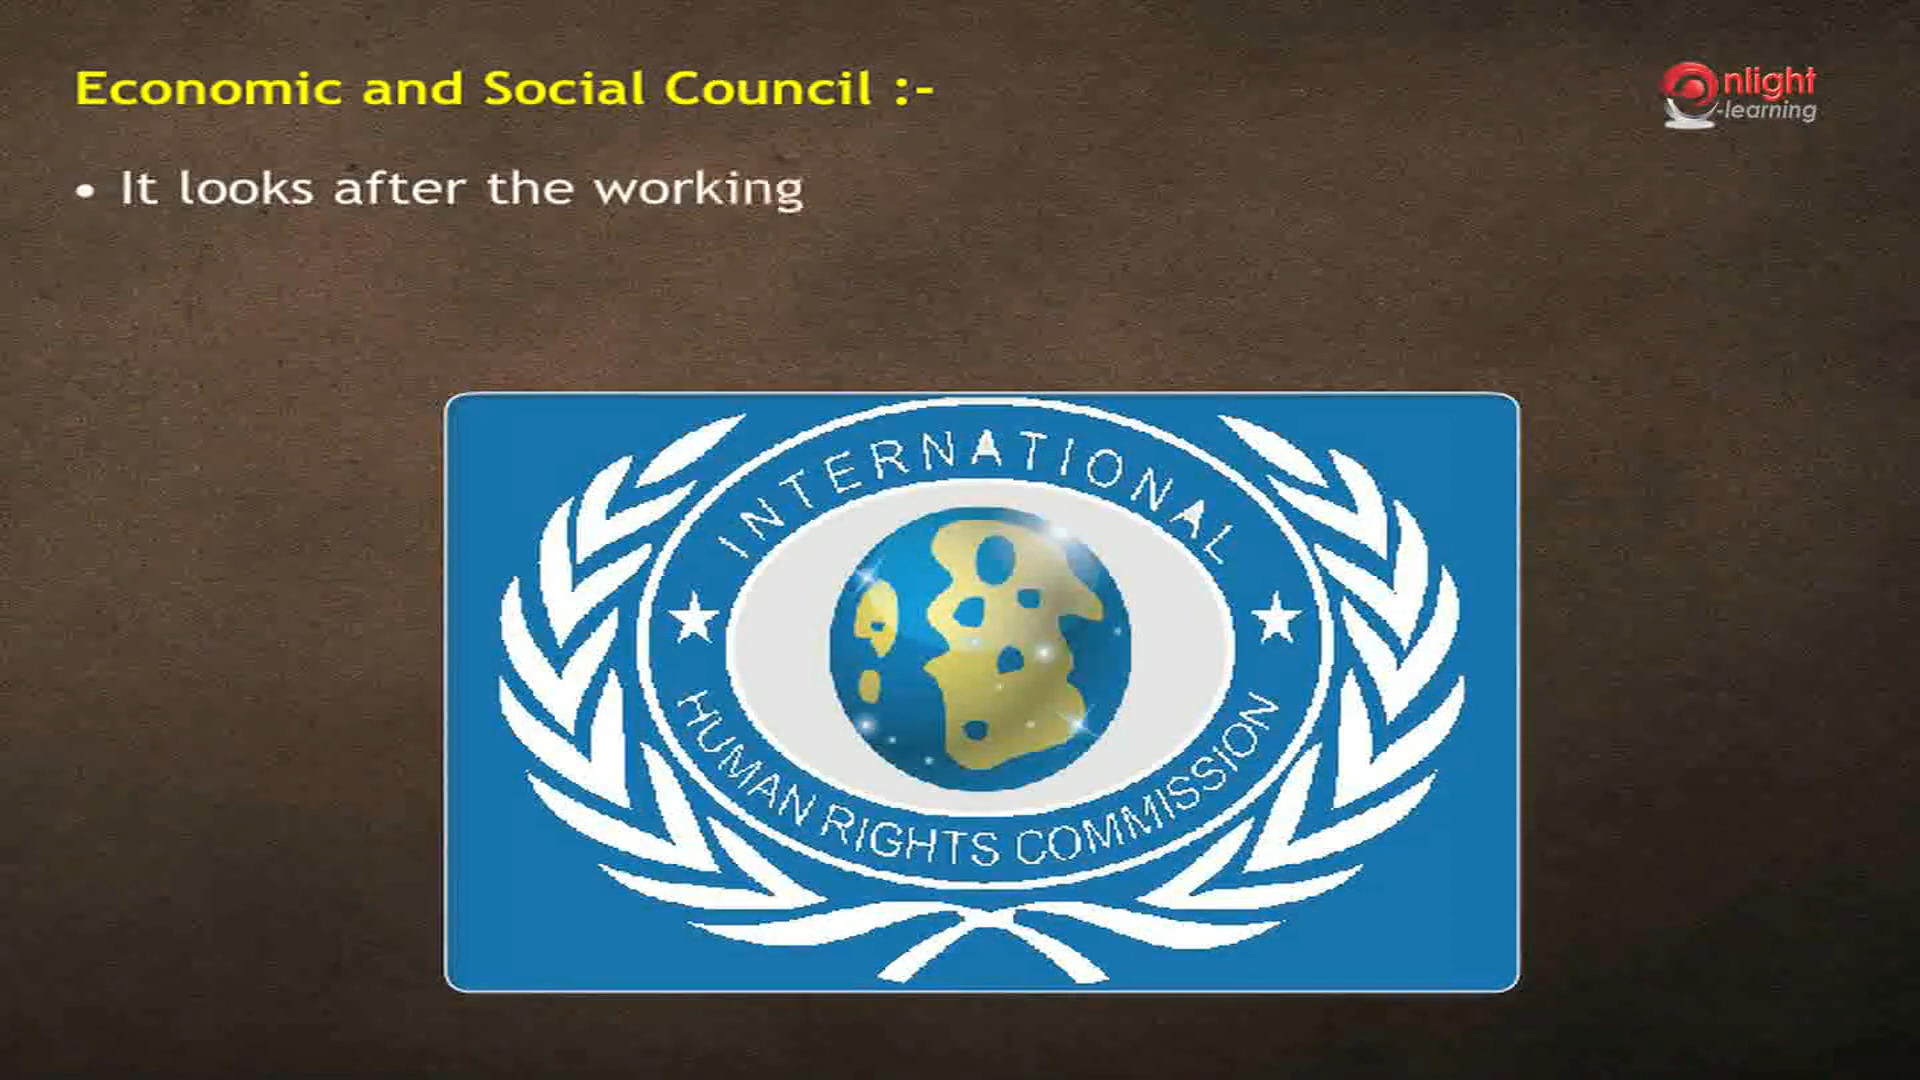 Economic and Social Council :-
nlight
-learning
• It looks after the working
INTERNATIONAL
HUMAN RIGHTS COMMISSION